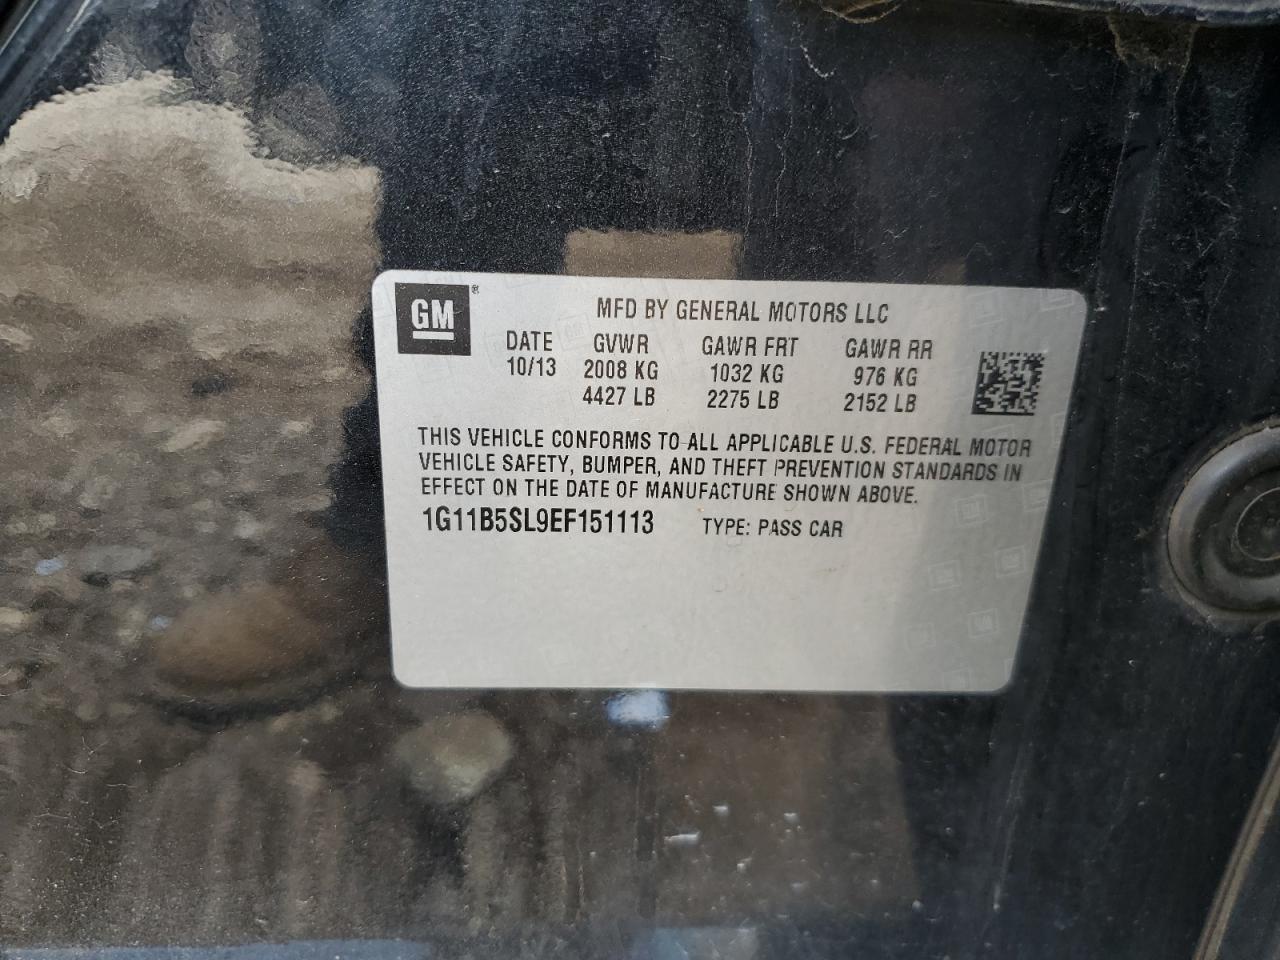 GM®
MFD BY GENERAL MOTORS LLC
DATE GVWR GAWR FRT GAWR RR
10/13 2008 KG 1032 KG 976 KG
4427 LB 2275 LB 2152 LB
THIS VEHICLE CONFORMS TO ALL APPLICABLE U.S. FEDERAL MOTOR
VEHICLE SAFETY, BUMPER, AND THEFT PREVENTION STANDARDS IN
EFFECT ON THE DATE OF MANUFACTURE SHOWN ABOVE.
1G11B5SL9EF151113 TYPE: PASS CAR